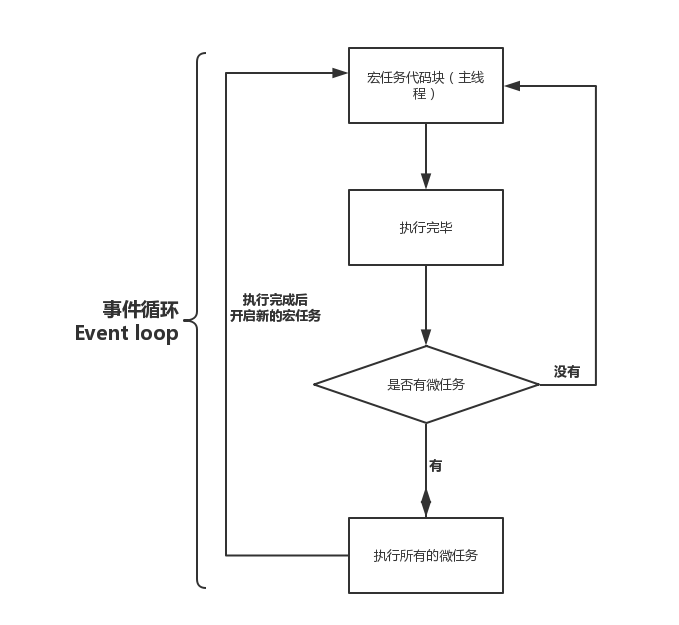 宏任务代码块（主线
程）
执行完毕
执行完成后
开启新的宏任务
事件循环
Event loop
是否有微任务
没有
有
执行所有的微任务